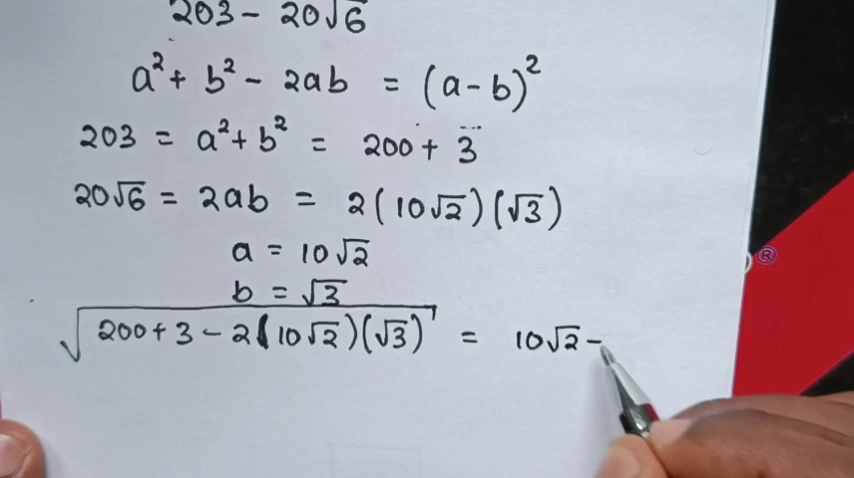 203 - 20√6
a² + b² - 2ab = (a - b)²
203 = a² + b² = 200 + 3
20√6 = 2ab = 2(10√2)(√3)
a = 10√2
b = √3
√(200 + 3 - 2(10√2)(√3)) = 10√2 -
®